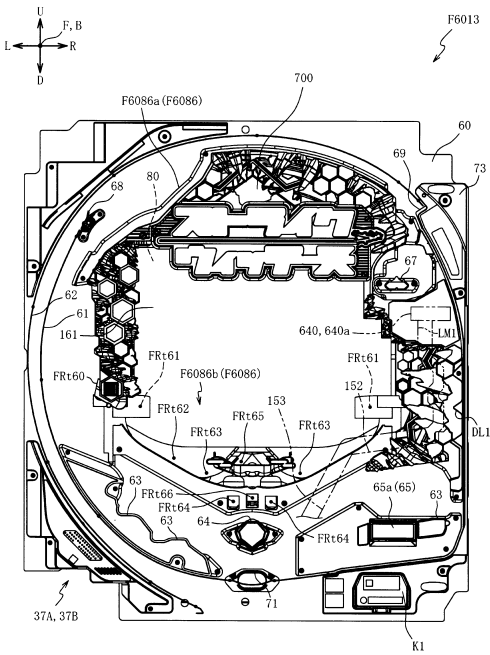 U
F,B
L
R
D
F6013
F6086a(F6086)
700
60
69
73
80
68
67
62
61
161
640, 640a
LM1
FRt61
FRt61
FRt60
F6086b(F6086)
152
DL1
FRt62
FRt65
153
FRt63
FRt63
63
FRt66
65a(65)
63
FRt64
64
63
FRt64
71
37A, 37B
K1